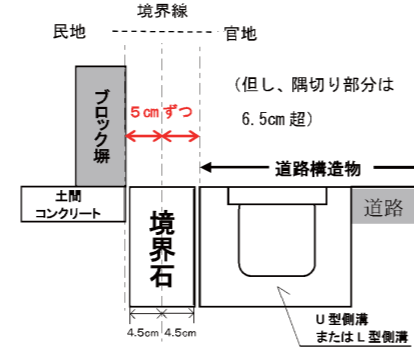 境界線
民地
官地
(但し、隅切り部分は
6.5cm 超)
ブロック塀
5㎝ずつ
道路構造物
土間
コンクリート
境界石
道路
4.5cm 4.5cm
U型側溝
またはL型側溝